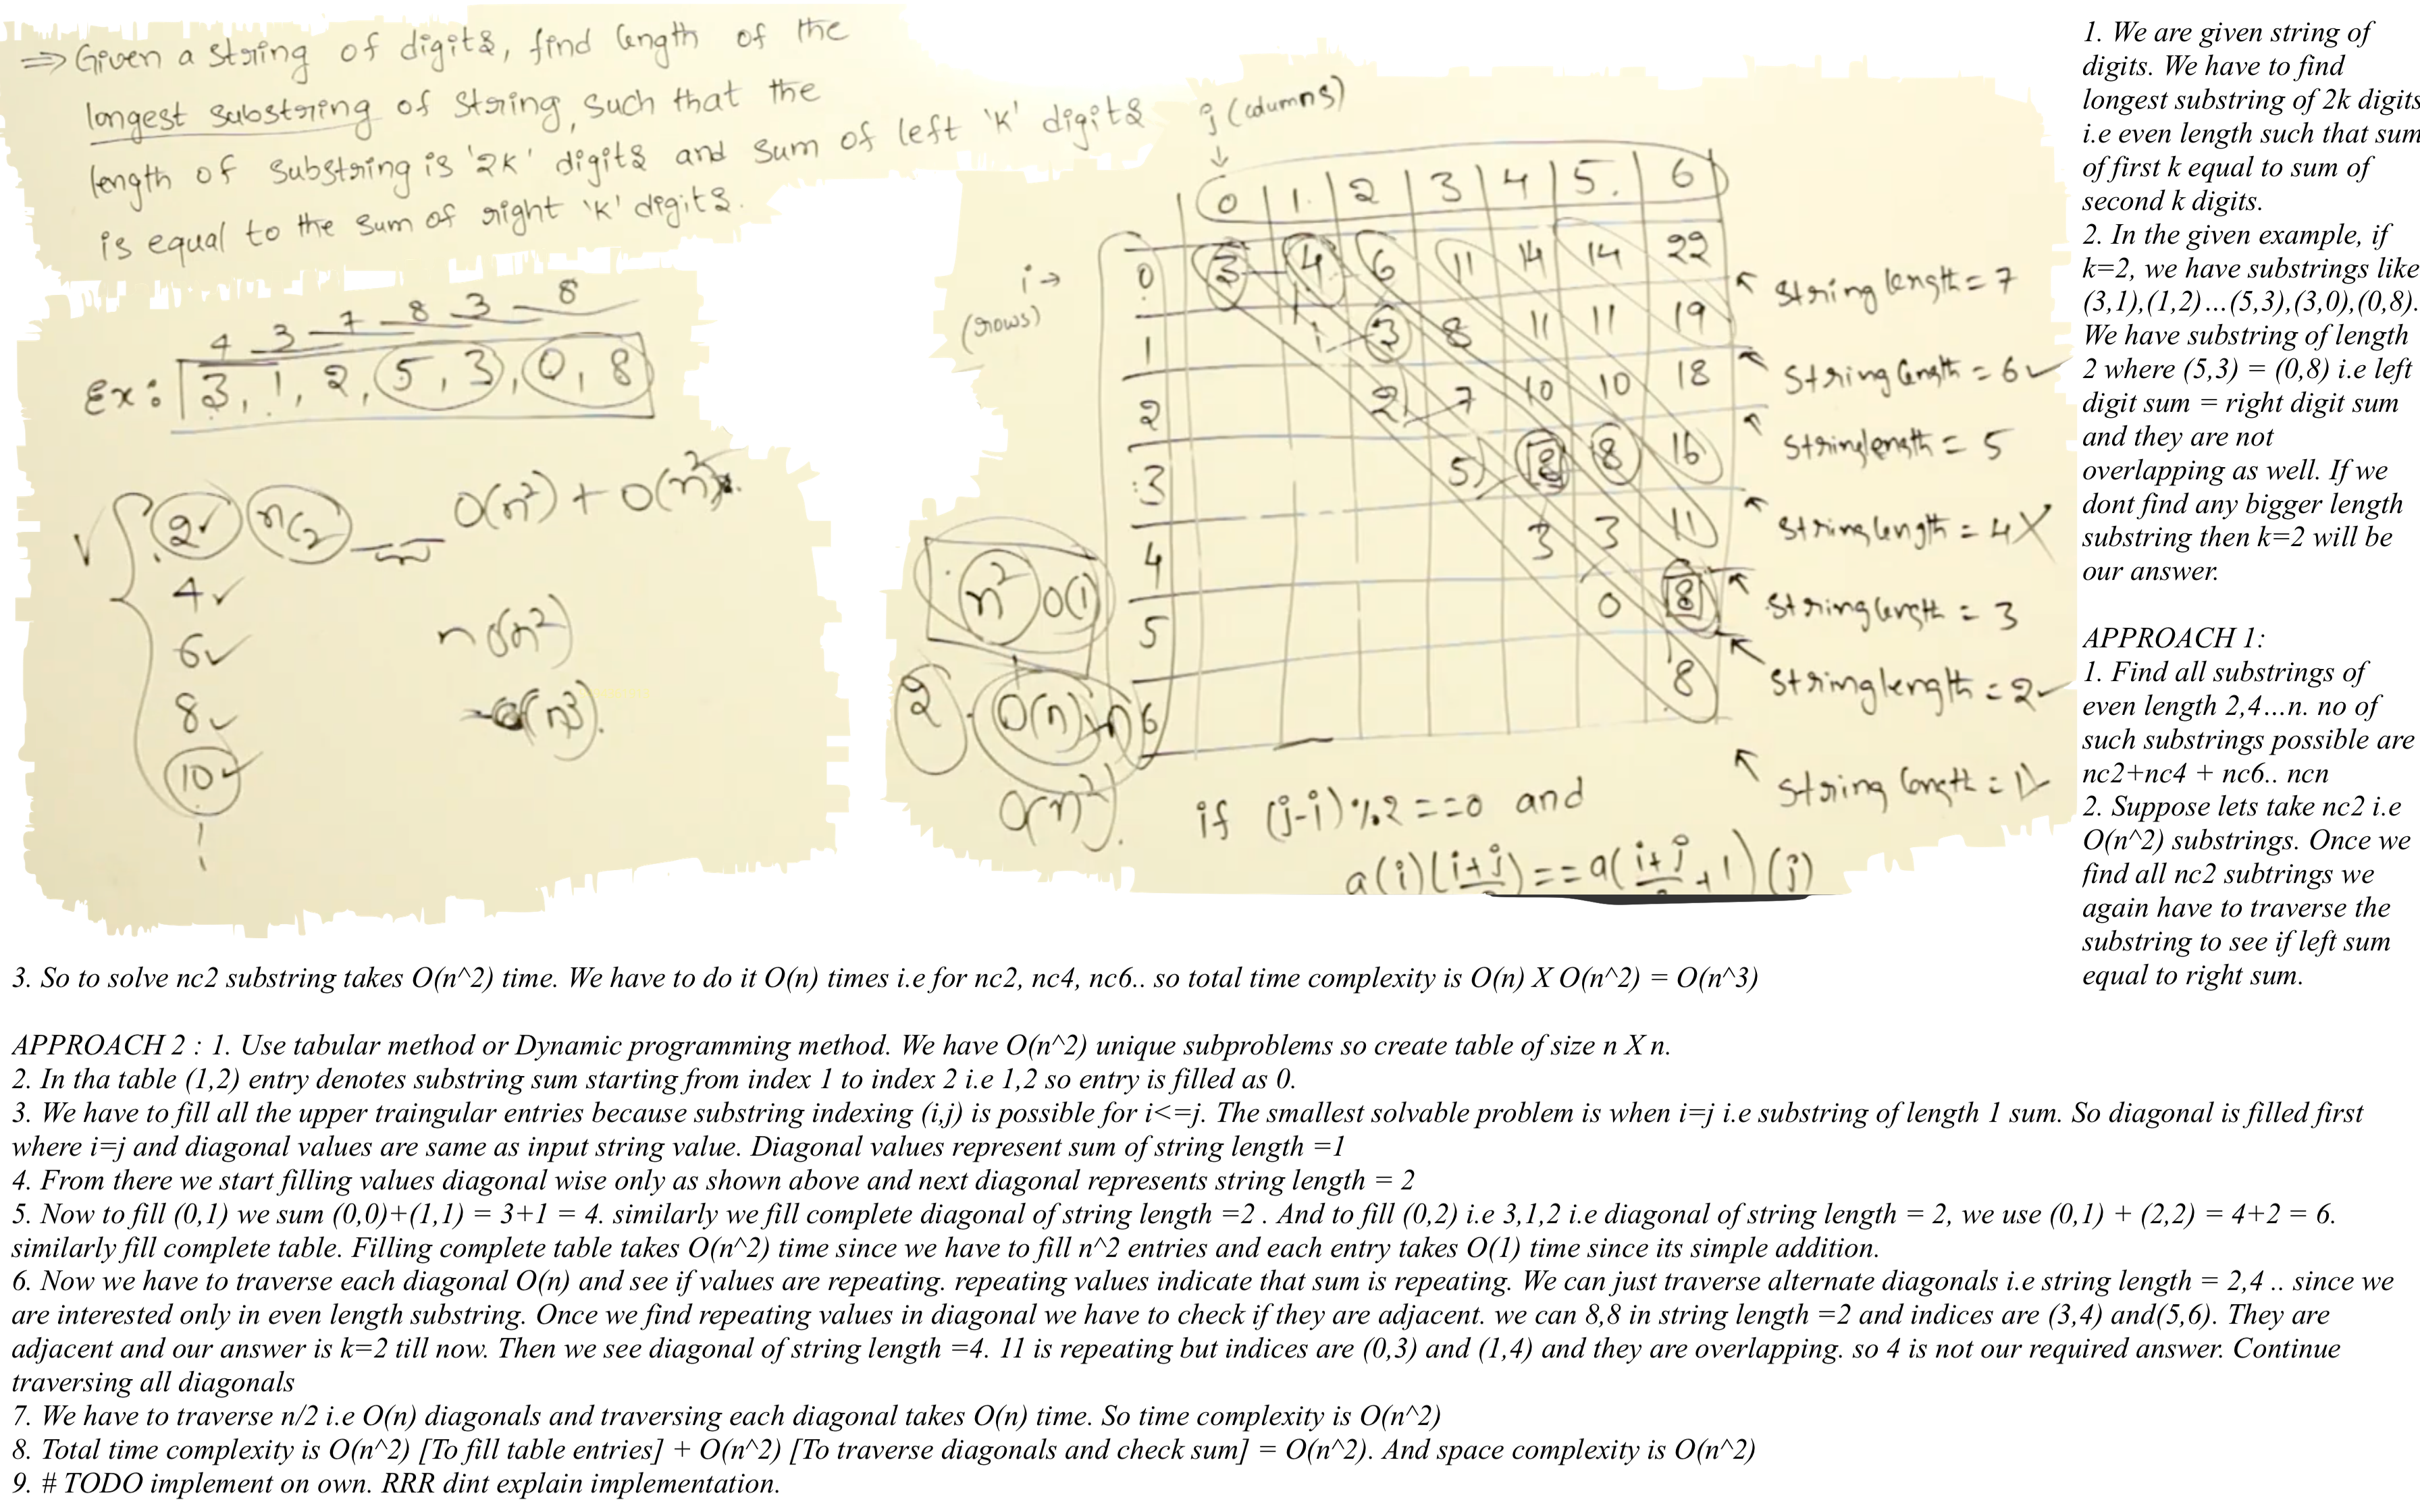 ⇒ Given a string of digits, find length of the
longest substring of string, such that the
length of substring is '2K' digits and sum of left 'K' digits
is equal to the sum of right 'K' digits.
4 3 7 8 3 8
Ex: 3, 1, 2, 5, 3, 0, 8
2 nc2 O(n²) + O(n²)
4
6 n O(n²)
8 O(n³).
10
j (columns)
0 1 2 3 4 5 6
i →
(rows)
0 3 4 6 11 14 14 22
1 1 3 8 11 11 19
2 2 7 10 10 18
3 5 8 8 16
4 3 3 11
5 0 8
6 8
String length = 7
String length = 6
String length = 5
String length = 4 X
String length = 3
String length = 2
String length = 1
n² O(1)
2. O(n) × n
O(n²).
if (j-i) % 2 == 0 and
a(i)(i+j) == a(i+j +1)(j)
1. We are given string of
digits. We have to find
longest substring of 2k digits
i.e even length such that sum
of first k equal to sum of
second k digits.
2. In the given example, if
k=2, we have substrings like
(3,1),(1,2)...(5,3),(3,0),(0,8).
We have substring of length
2 where (5,3) = (0,8) i.e left
digit sum = right digit sum
and they are not
overlapping as well. If we
dont find any bigger length
substring then k=2 will be
our answer.
APPROACH 1:
1. Find all substrings of
even length 2,4...n. no of
such substrings possible are
nc2+nc4 + nc6.. ncn
2. Suppose lets take nc2 i.e
O(n^2) substrings. Once we
find all nc2 subtrings we
again have to traverse the
substring to see if left sum
equal to right sum.
3. So to solve nc2 substring takes O(n^2) time. We have to do it O(n) times i.e for nc2, nc4, nc6.. so total time complexity is O(n) X O(n^2) = O(n^3)
APPROACH 2 : 1. Use tabular method or Dynamic programming method. We have O(n^2) unique subproblems so create table of size n X n.
2. In tha table (1,2) entry denotes substring sum starting from index 1 to index 2 i.e 1,2 so entry is filled as 0.
3. We have to fill all the upper traingular entries because substring indexing (i,j) is possible for i<=j. The smallest solvable problem is when i=j i.e substring of length 1 sum. So diagonal is filled first
where i=j and diagonal values are same as input string value. Diagonal values represent sum of string length =1
4. From there we start filling values diagonal wise only as shown above and next diagonal represents string length = 2
5. Now to fill (0,1) we sum (0,0)+(1,1) = 3+1 = 4. similarly we fill complete diagonal of string length =2 . And to fill (0,2) i.e 3,1,2 i.e diagonal of string length = 2, we use (0,1) + (2,2) = 4+2 = 6.
similarly fill complete table. Filling complete table takes O(n^2) time since we have to fill n^2 entries and each entry takes O(1) time since its simple addition.
6. Now we have to traverse each diagonal O(n) and see if values are repeating. repeating values indicate that sum is repeating. We can just traverse alternate diagonals i.e string length = 2,4 .. since we
are interested only in even length substring. Once we find repeating values in diagonal we have to check if they are adjacent. we can 8,8 in string length =2 and indices are (3,4) and(5,6). They are
adjacent and our answer is k=2 till now. Then we see diagonal of string length =4. 11 is repeating but indices are (0,3) and (1,4) and they are overlapping. so 4 is not our required answer. Continue
traversing all diagonals
7. We have to traverse n/2 i.e O(n) diagonals and traversing each diagonal takes O(n) time. So time complexity is O(n^2)
8. Total time complexity is O(n^2) [To fill table entries] + O(n^2) [To traverse diagonals and check sum] = O(n^2). And space complexity is O(n^2)
9. # TODO implement on own. RRR dint explain implementation.